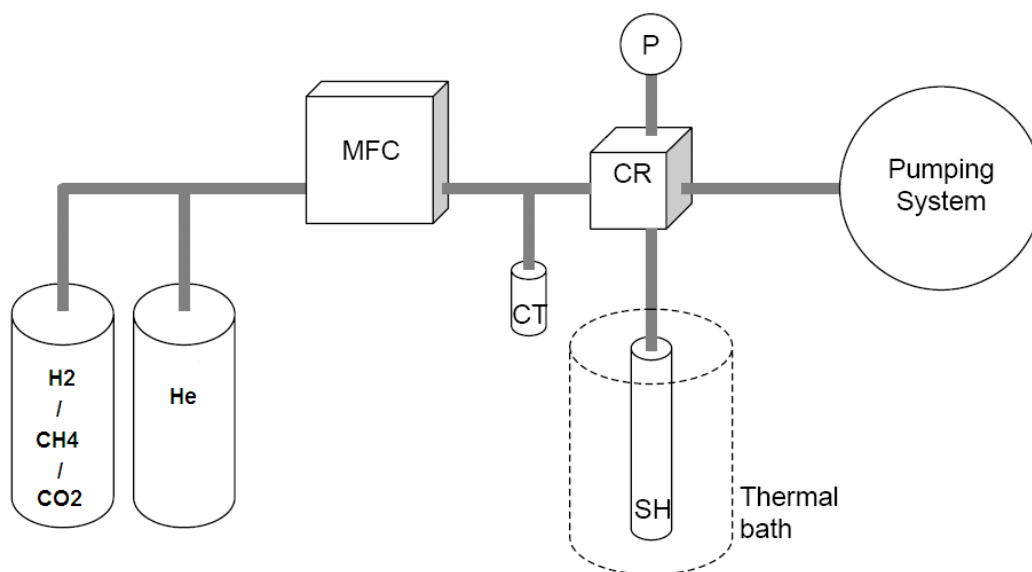 P
MFC
CR
Pumping
System
CT
H2
/
CH4
/
CO2
He
SH
Thermal
bath